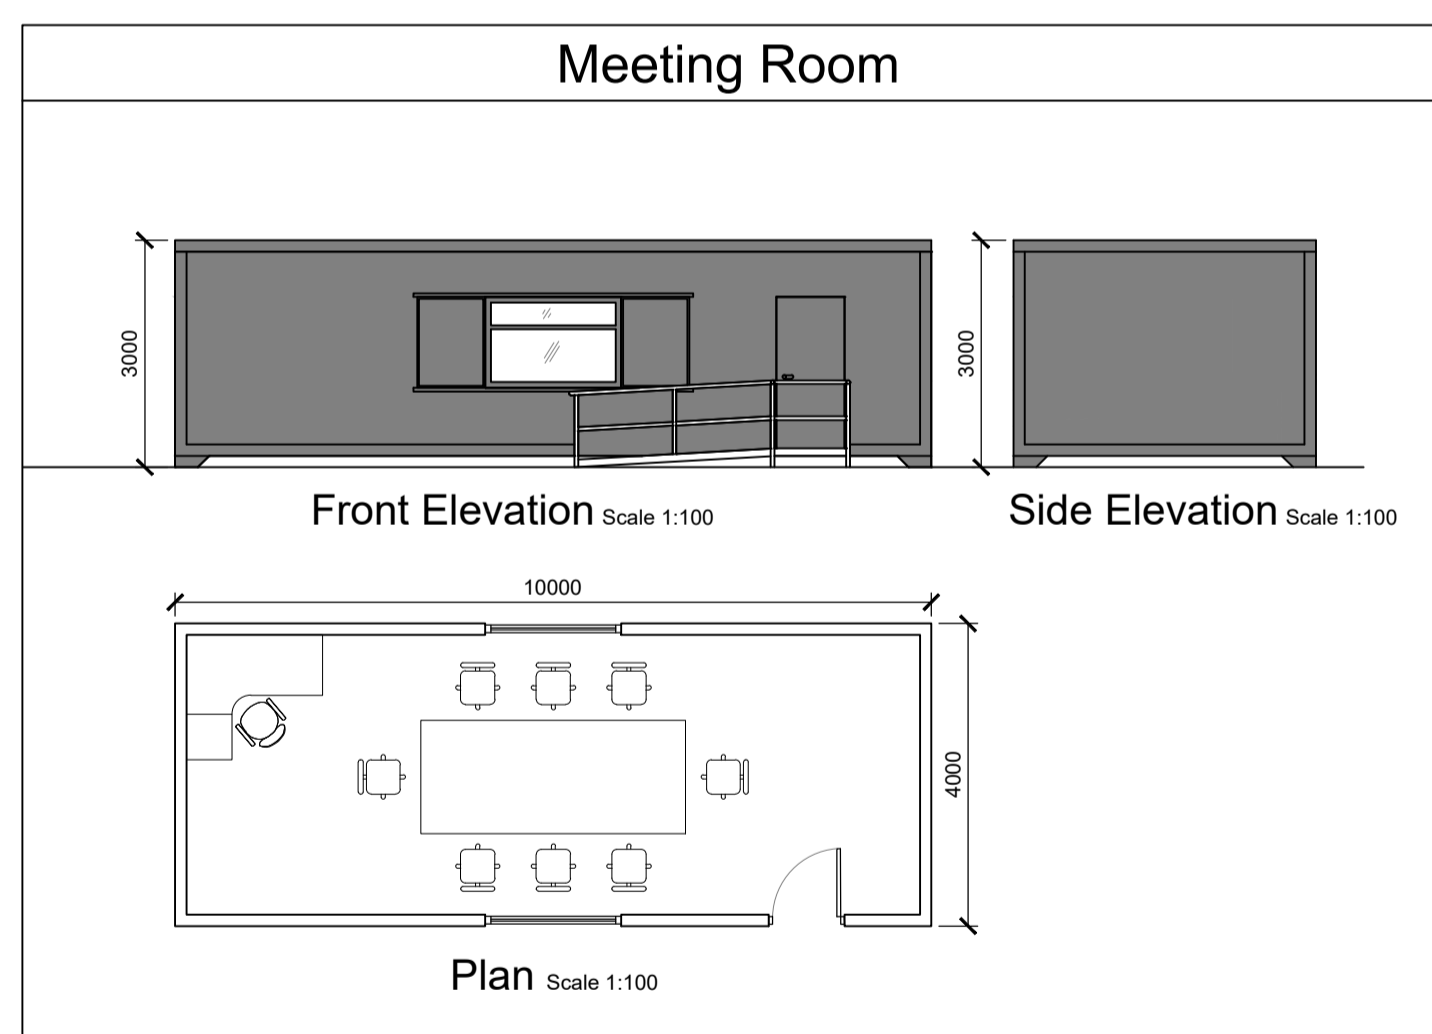 Meeting Room
3000
3000
Front Elevation Scale 1:100
Side Elevation Scale 1:100
10000
4000
Plan Scale 1:100